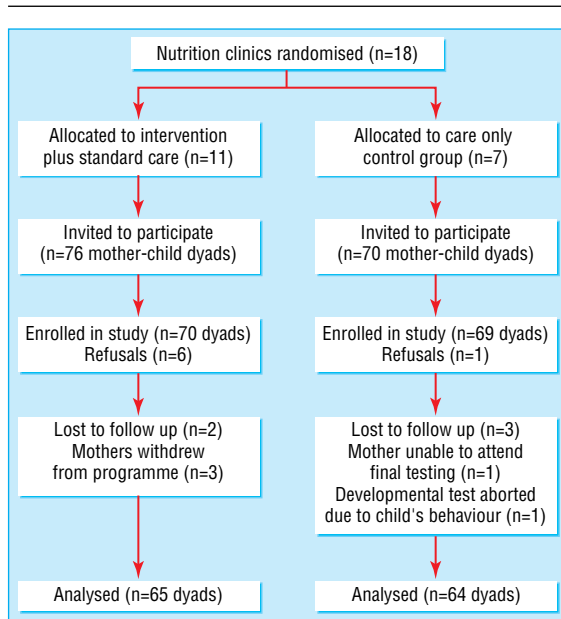 Nutrition clinics randomised (n=18)
Allocated to intervention
plus standard care (n=11)
Allocated to care only
control group (n=7)
Invited to participate
(n=76 mother-child dyads)
Invited to participate
(n=70 mother-child dyads)
Enrolled in study (n=70 dyads)
Refusals (n=6)
Enrolled in study (n=69 dyads)
Refusals (n=1)
Lost to follow up (n=2)
Mothers withdrew
from programme (n=3)
Lost to follow up (n=3)
Mother unable to attend
final testing (n=1)
Developmental test aborted
due to child's behaviour (n=1)
Analysed (n=65 dyads)
Analysed (n=64 dyads)